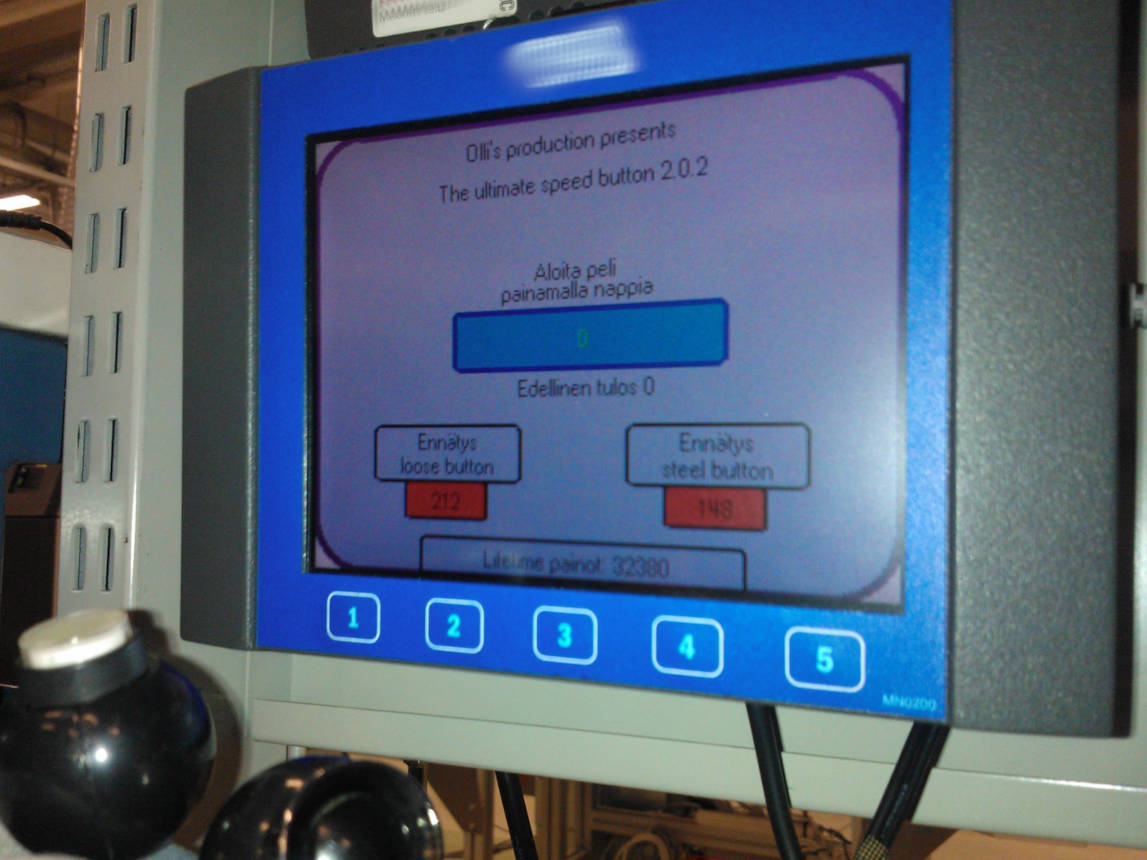 Olli's production presents
The ultimate speed button 2.0.2
Aloita peli
painamalla nappia
0
Edellinen tulos 0
Ennätys
loose button
212
Ennätys
steel button
148
Lifetime painot: 32380
1
2
3
4
5
MN0200